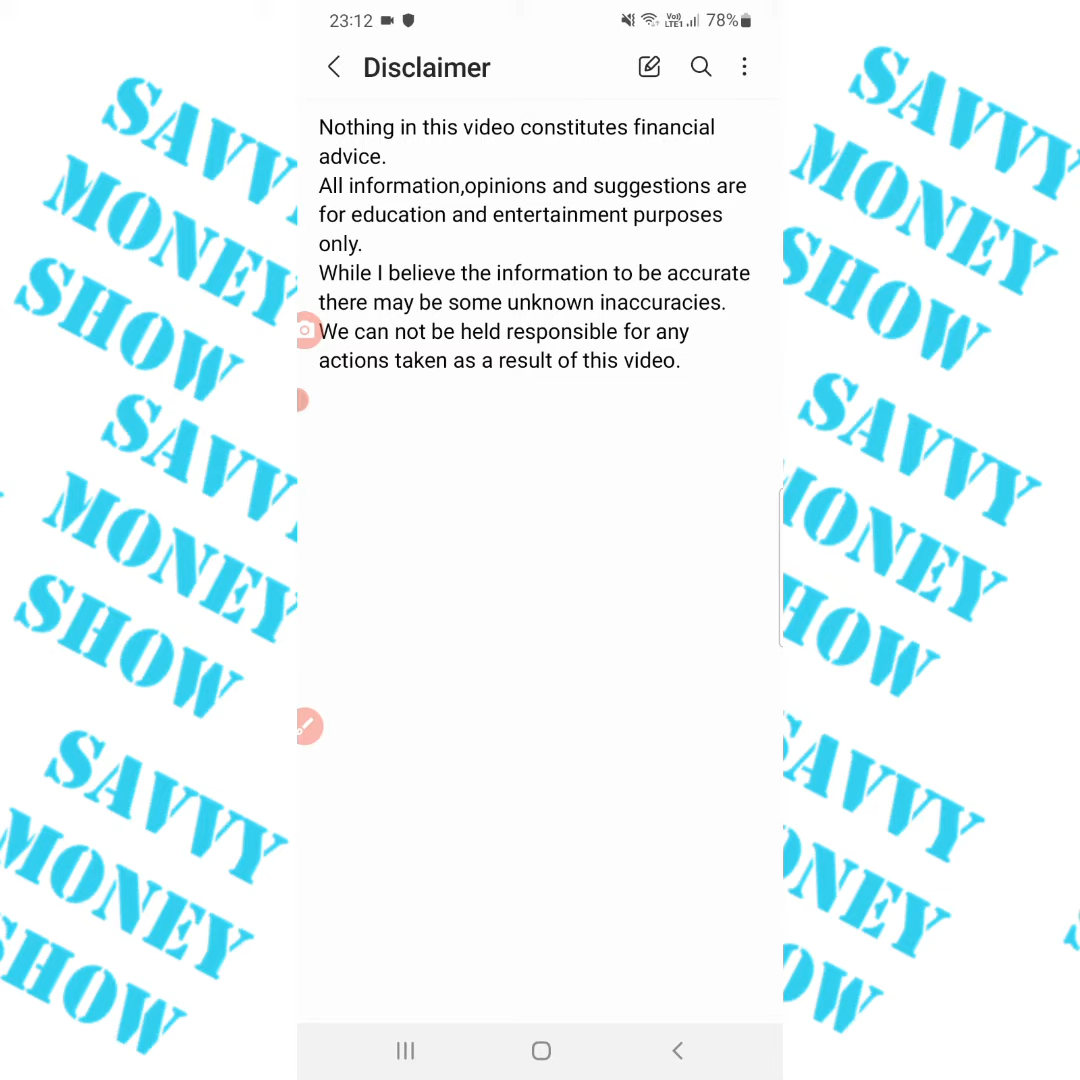 23:12
Vo))
LTE1
78%
Disclaimer
Nothing in this video constitutes financial
advice.
All information,opinions and suggestions are
for education and entertainment purposes
only.
While I believe the information to be accurate
there may be some unknown inaccuracies.
We can not be held responsible for any
actions taken as a result of this video.
SAVVY
MONEY
SHOW
SAVVY
MONEY
SHOW
SAVVY
MONEY
SHOW
SAVVY
MONEY
SHOW
SAVVY
MONEY
SHOW
SAVVY
MONEY
SHOW